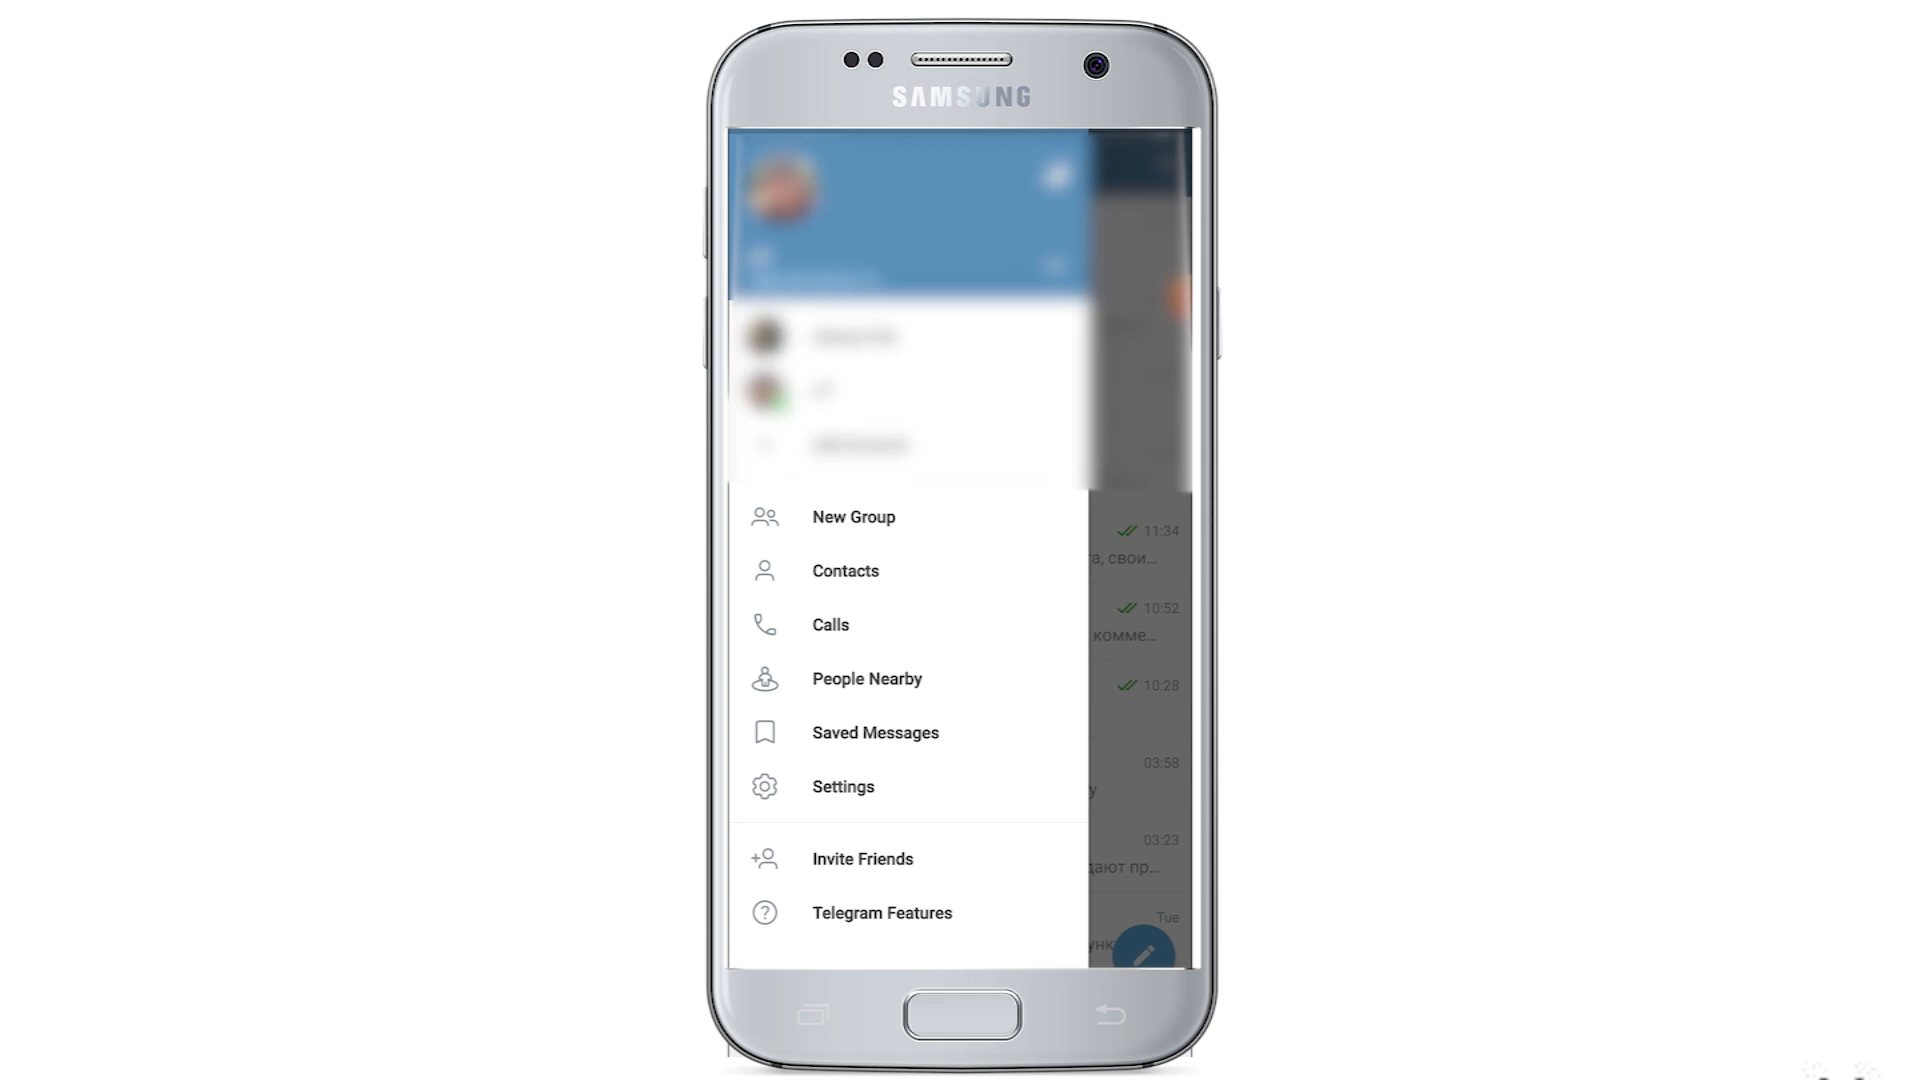 SAMSUNG
New Group
Contacts
Calls
People Nearby
Saved Messages
Settings
Invite Friends
Telegram Features
11:34
а, свои...
10:52
комме...
10:28
03:58
у
03:23
дают пр...
Tue
унк